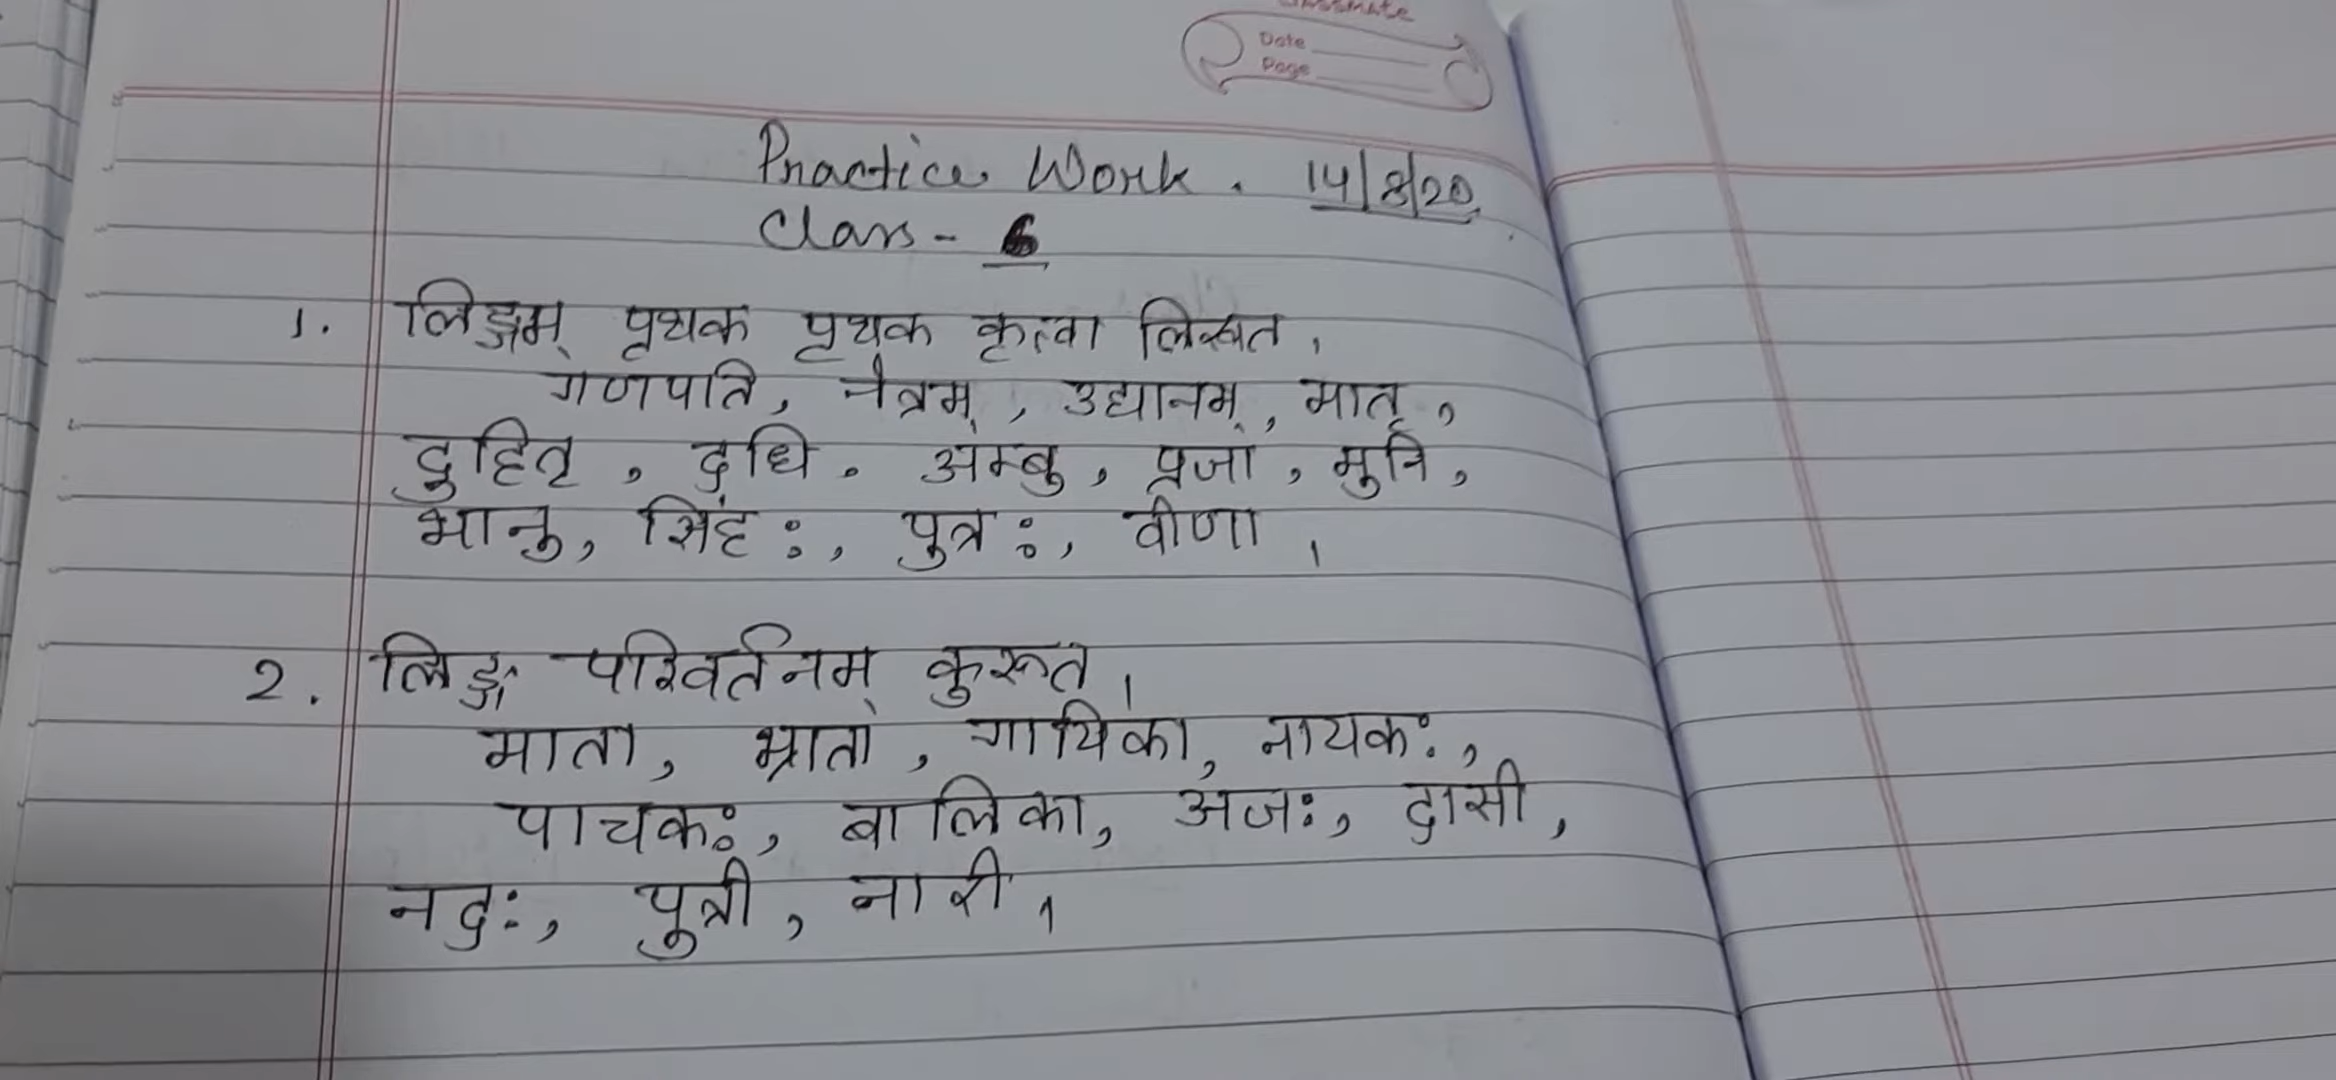 classmate
Date
Page
Practice Work. 14/8/20
Class - 6
1. लिङ्गम् पृथक पृथक कृत्वा लिखत ।
गणपति, नेत्रम्, उद्यानम्, मातृ,
दुहितृ, दधि. अम्बु, प्रजा, मुनि,
भानु, सिंहः, पुत्रः, वीणा ।
2. लिङ्ग परिवर्तनम् कुरूत ।
माता, भ्राता, गायिका, नायकः,
पाचकः, बालिका, अजः, दासी,
नदः, पुत्री, नारी ।